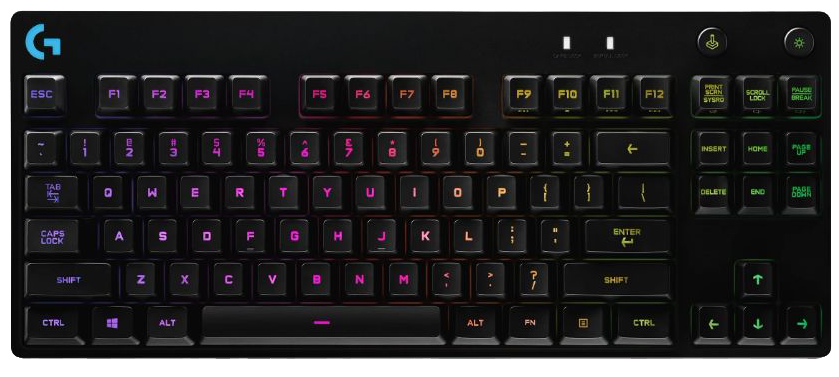 G
ESC F1 F2 F3 F4 F5 F6 F7 F8 F9 F10 F11 F12 PRINT SCRN SYSRQ SCROLL LOCK PAUSE BREAK
~ ! 1 2 # 3 $ 4 % 5 ^ 6 7 * 8 ( 9 ) 0 - + = ← INSERT HOME PAGE UP
TAB Q W E R T Y U I O P { [ } ] | \ DELETE END PAGE DOWN
CAPS LOCK A S D F G H J K L : ; " ' ENTER
SHIFT Z X C V B N M < , > . ? / SHIFT ↑
CTRL ALT ALT FN CTRL ← ↓ →